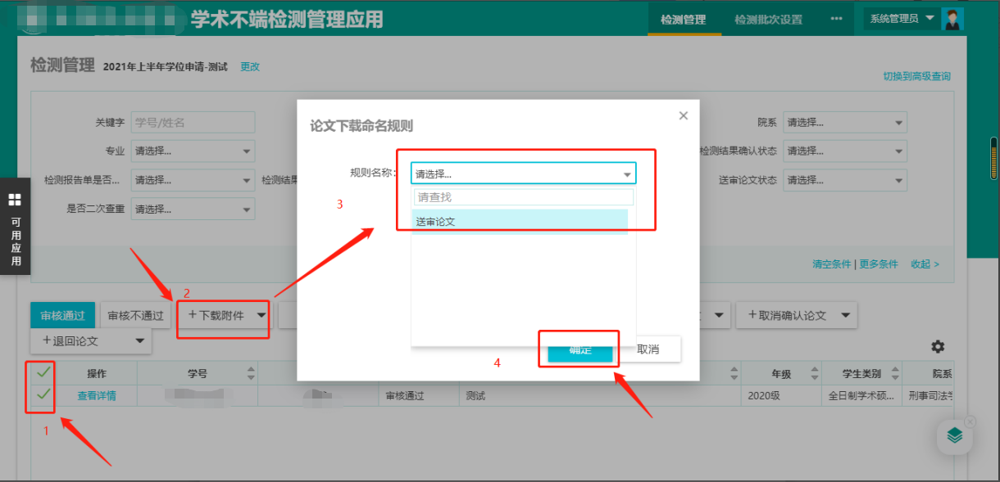 学术不端检测管理应用
检测管理
检测批次设置
•••
系统管理员
检测管理 2021年上半年学位申请-测试 更改
切换到高级查询
关键字 学号/姓名
院系 请选择...
专业 请选择...
检测结果确认状态 请选择...
检测报告单是否... 请选择...
检测结果
送审论文状态 请选择...
是否二次查重 请选择...
可用应用
清空条件 | 更多条件 收起 >
论文下载命名规则
×
规则名称: 请选择...
请查找
送审论文
确定
取消
3
2
4
1
审核通过
审核不通过
+下载附件
+取消确认论文
+退回论文
操作 学号 年级 学生类别 院系
查看详情 审核通过 测试 2020级 全日制学术硕... 刑事司法学